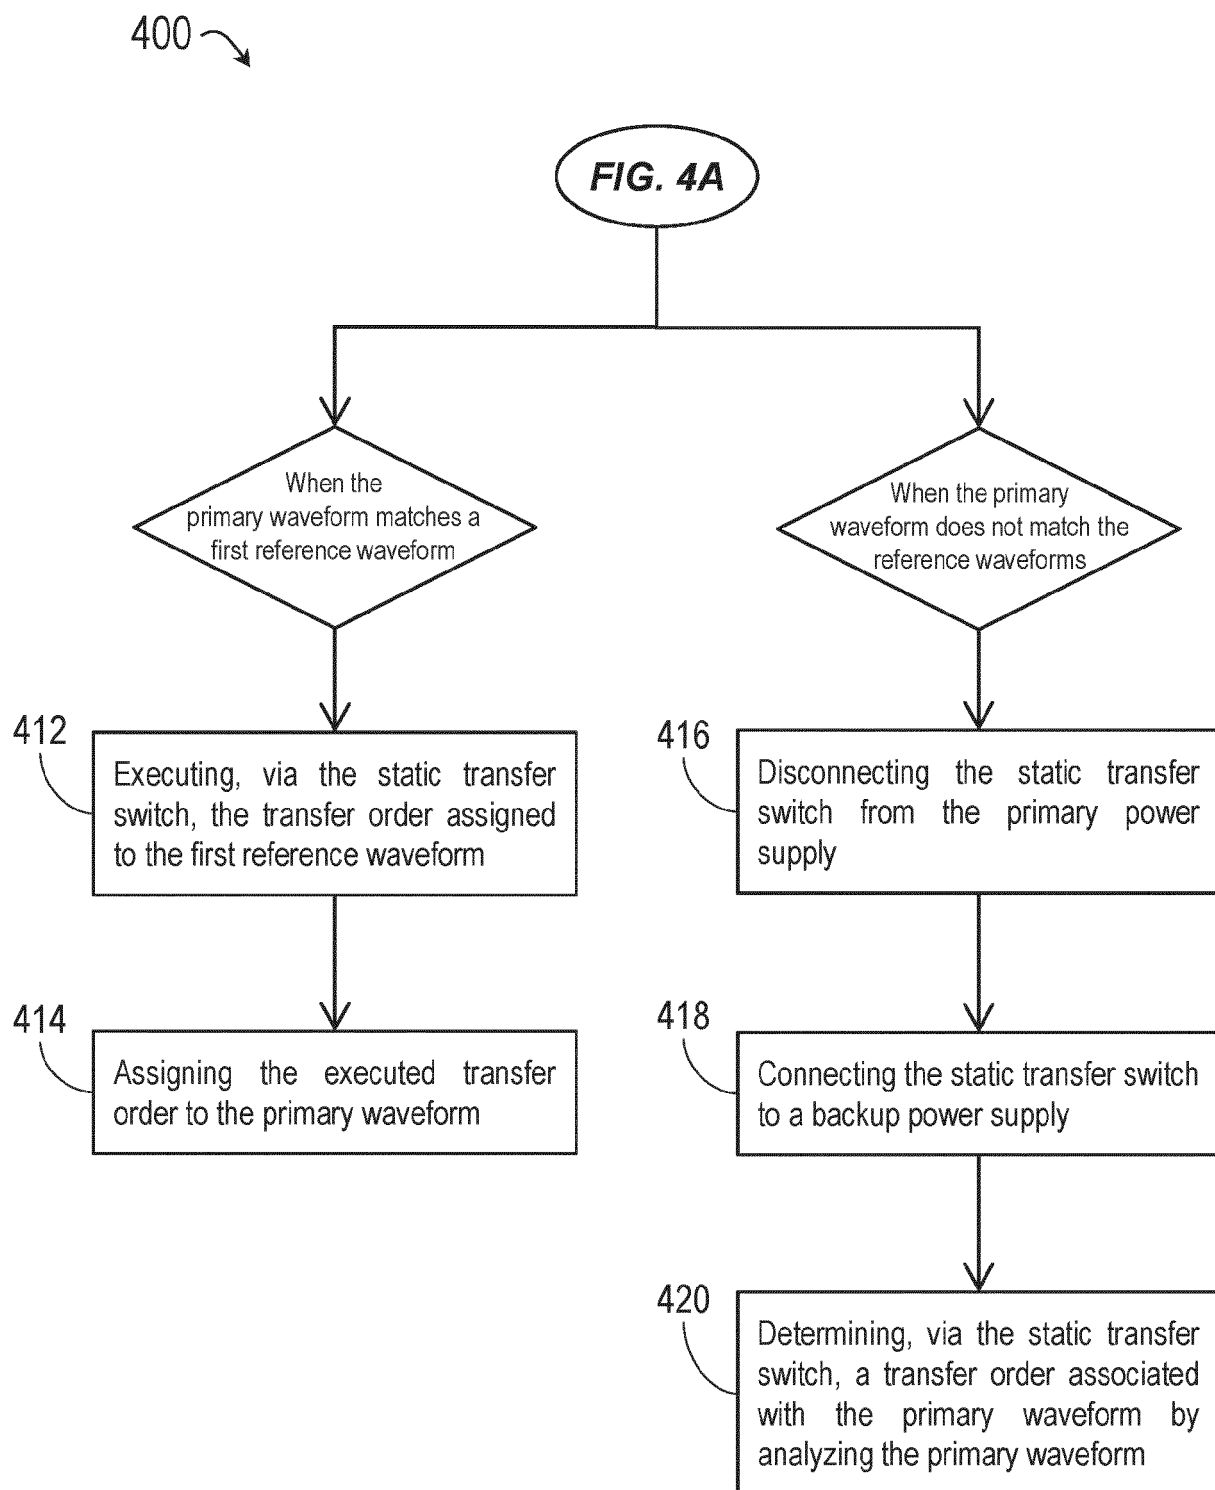 400
FIG. 4A
When the
primary waveform matches a
first reference waveform
When the primary
waveform does not match the
reference waveforms
412
Executing, via the static transfer
switch, the transfer order assigned
to the first reference waveform
414
Assigning the executed transfer
order to the primary waveform
416
Disconnecting the static transfer
switch from the primary power
supply
418
Connecting the static transfer switch
to a backup power supply
420
Determining, via the static transfer
switch, a transfer order associated
with the primary waveform by
analyzing the primary waveform